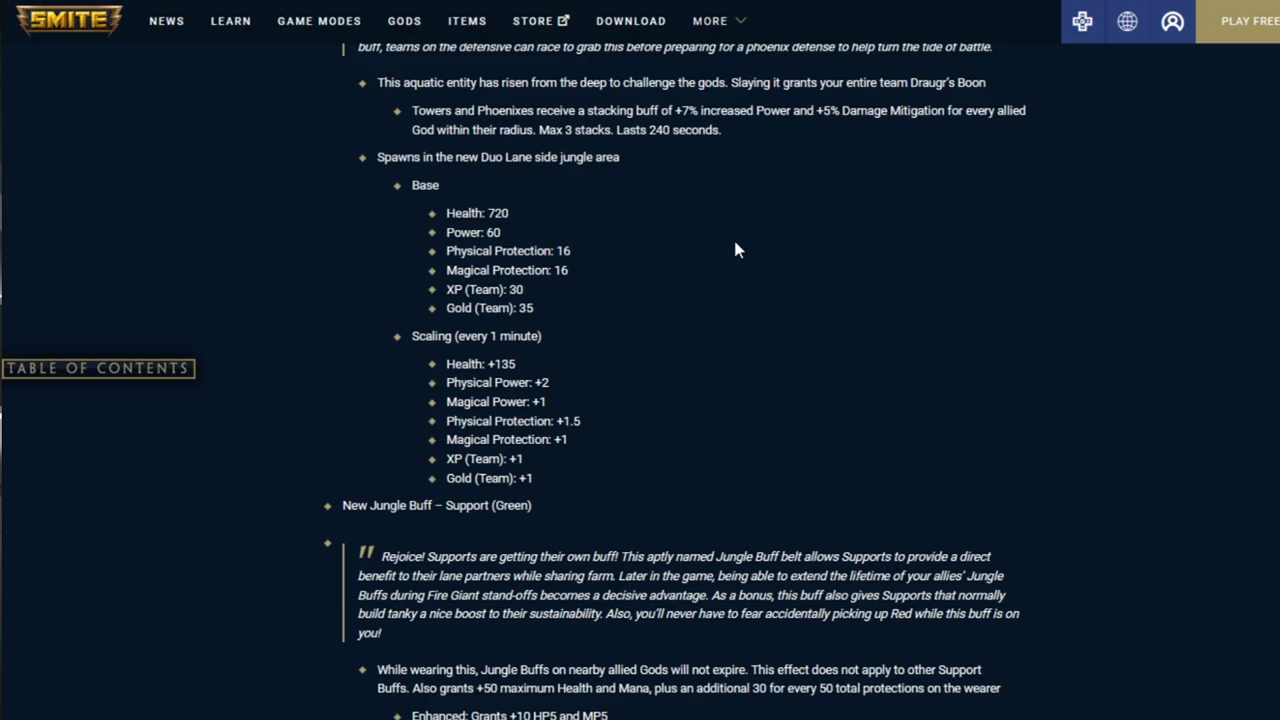 SMITE NEWS LEARN GAME MODES GODS ITEMS STORE DOWNLOAD MORE PLAY FREE
buff, teams on the defensive can race to grab this before preparing for a phoenix defense to help turn the tide of battle.
This aquatic entity has risen from the deep to challenge the gods. Slaying it grants your entire team Draugr's Boon
Towers and Phoenixes receive a stacking buff of +7% increased Power and +5% Damage Mitigation for every allied
God within their radius. Max 3 stacks. Lasts 240 seconds.
Spawns in the new Duo Lane side jungle area
Base
Health: 720
Power: 60
Physical Protection: 16
Magical Protection: 16
XP (Team): 30
Gold (Team): 35
Scaling (every 1 minute)
Health: +135
TABLE OF CONTENTS
Physical Power: +2
Magical Power: +1
Physical Protection: +1.5
Magical Protection: +1
XP (Team): +1
Gold (Team): +1
New Jungle Buff – Support (Green)
" Rejoice! Supports are getting their own buff! This aptly named Jungle Buff belt allows Supports to provide a direct
benefit to their lane partners while sharing farm. Later in the game, being able to extend the lifetime of your allies' Jungle
Buffs during Fire Giant stand-offs becomes a decisive advantage. As a bonus, this buff also gives Supports that normally
build tanky a nice boost to their sustainability. Also, you'll never have to fear accidentally picking up Red while this buff is on
you!
While wearing this, Jungle Buffs on nearby allied Gods will not expire. This effect does not apply to other Support
Buffs. Also grants +50 maximum Health and Mana, plus an additional 30 for every 50 total protections on the wearer
Enhanced: Grants +10 HP5 and MP5